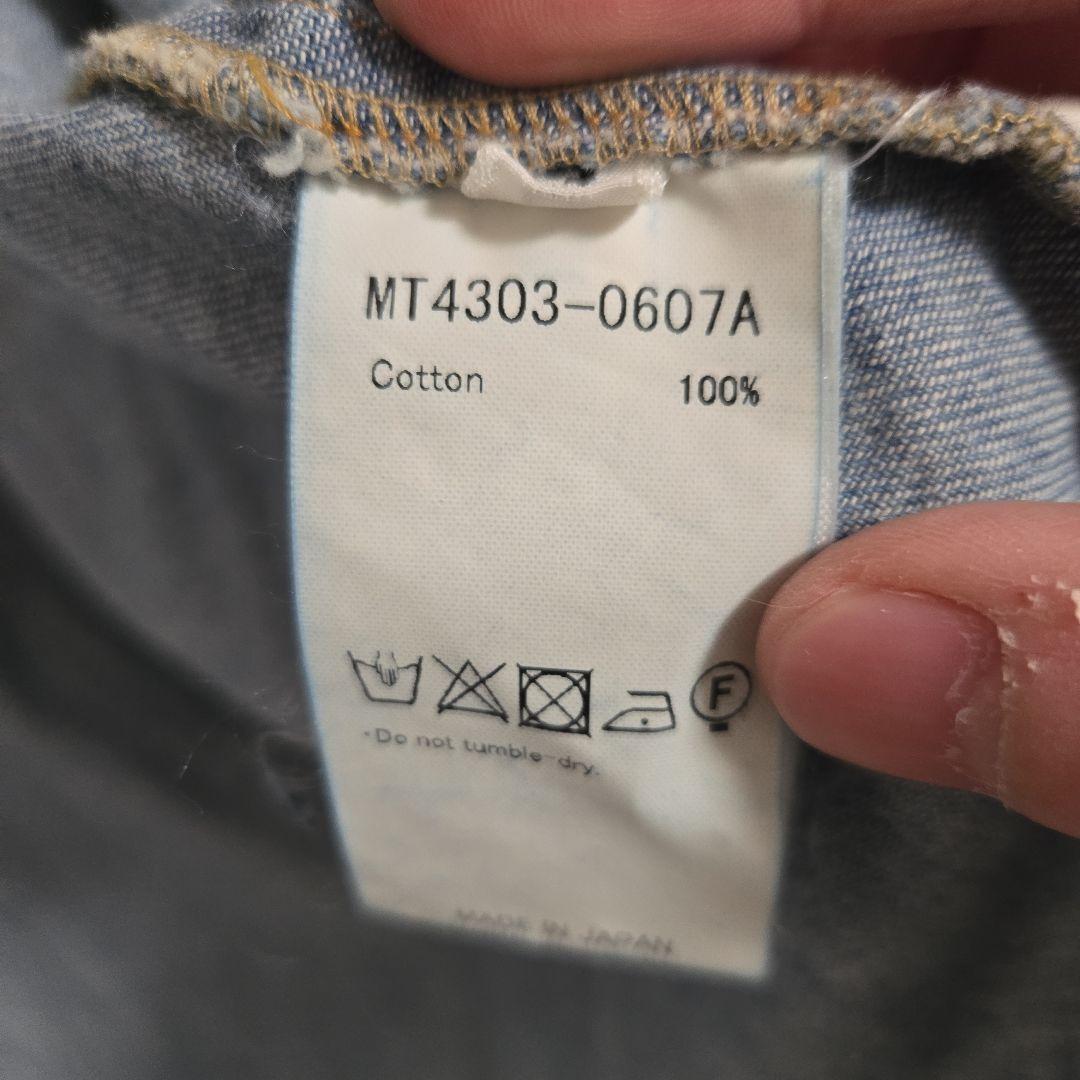 MT4303-0607A
Cotton 100%
F
·Do not tumble dry.
MADE IN JAPAN